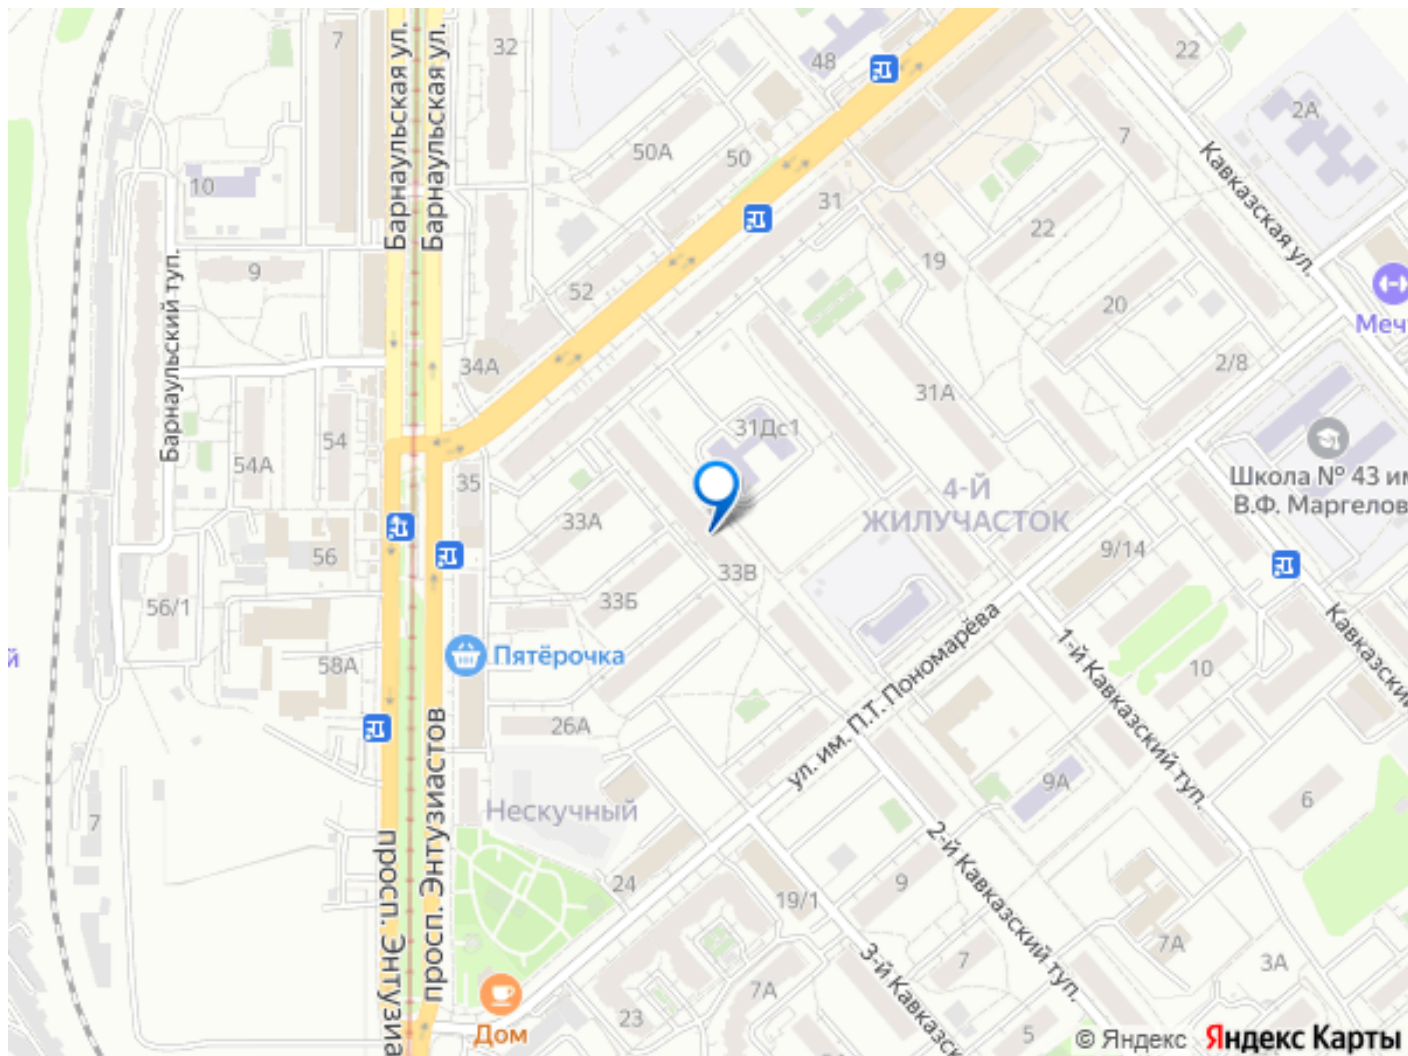 7
Барнаульская ул.
Барнаульская ул.
32
48
22
2А
50А
50
7
10
31
Кавказская ул.
22
19
9
52
20
Барнаульский туп.
34А
31А
2/8
54
54А
31Дс1
35
33А
4-Й
ЖИЛУЧАСТОК
Школа № 43 им
В.Ф. Маргелов
56
56/1
33Б
33В
9/14
Пятёрочка
58А
й
26А
ул. им. П.Т. Пономарёва
1-й Кавказский туп.
10
Кавказский
просп. Энтузиастов
просп. Энтузиа
Нескучный
9А
6
7
24
19/1
9
2-й Кавказский туп.
7А
3А
3-й Кавказск
7
7А
23
5
Дом
Меч
© Яндекс Яндекс Карты